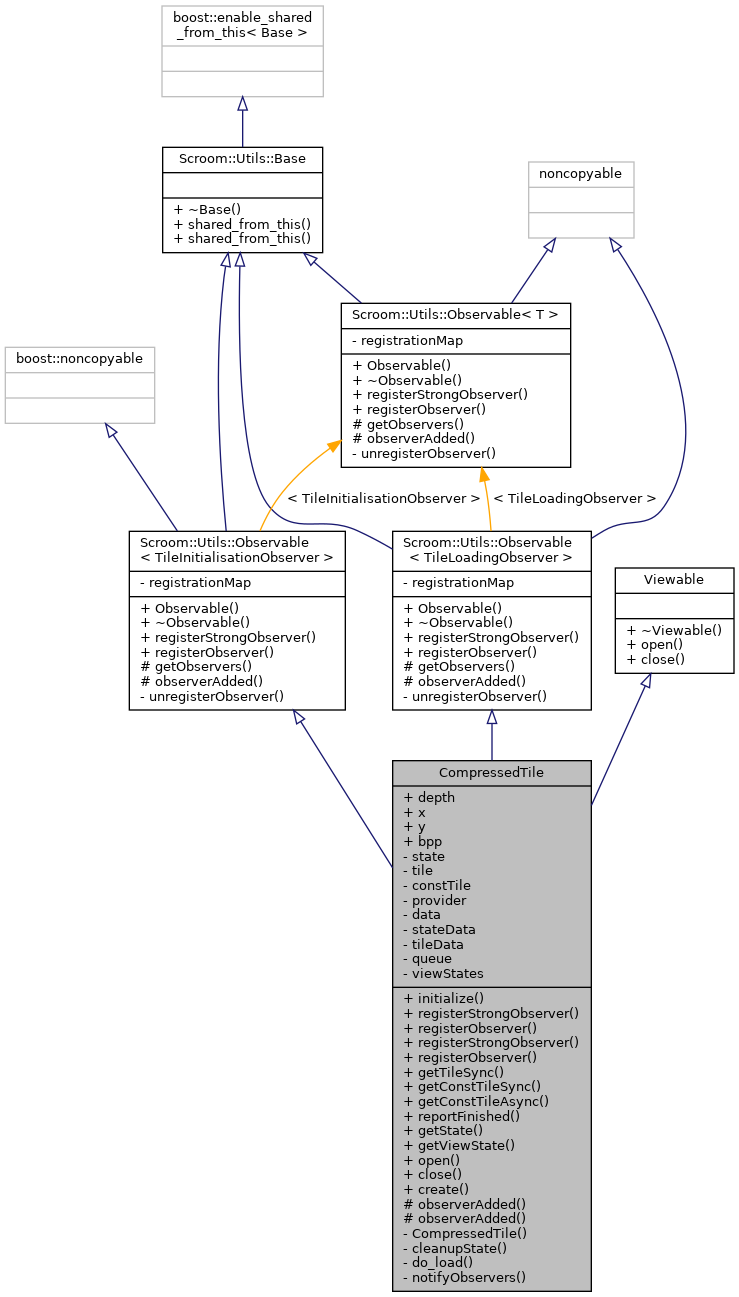 boost::enable_shared
_from_this< Base >
Scroom::Utils::Base
+ ~Base()
+ shared_from_this()
+ shared_from_this()
noncopyable
Scroom::Utils::Observable< T >
- registrationMap
+ Observable()
+ ~Observable()
+ registerStrongObserver()
+ registerObserver()
# getObservers()
# observerAdded()
- unregisterObserver()
boost::noncopyable
< TileInitialisationObserver >
< TileLoadingObserver >
Scroom::Utils::Observable
< TileInitialisationObserver >
- registrationMap
+ Observable()
+ ~Observable()
+ registerStrongObserver()
+ registerObserver()
# getObservers()
# observerAdded()
- unregisterObserver()
Scroom::Utils::Observable
< TileLoadingObserver >
- registrationMap
+ Observable()
+ ~Observable()
+ registerStrongObserver()
+ registerObserver()
# getObservers()
# observerAdded()
- unregisterObserver()
Viewable
+ ~Viewable()
+ open()
+ close()
CompressedTile
+ depth
+ x
+ y
+ bpp
- state
- tile
- constTile
- provider
- data
- stateData
- tileData
- queue
- viewStates
+ initialize()
+ registerStrongObserver()
+ registerObserver()
+ registerStrongObserver()
+ registerObserver()
+ getTileSync()
+ getConstTileSync()
+ getConstTileAsync()
+ reportFinished()
+ getState()
+ getViewState()
+ open()
+ close()
+ create()
# observerAdded()
# observerAdded()
- CompressedTile()
- cleanupState()
- do_load()
- notifyObservers()